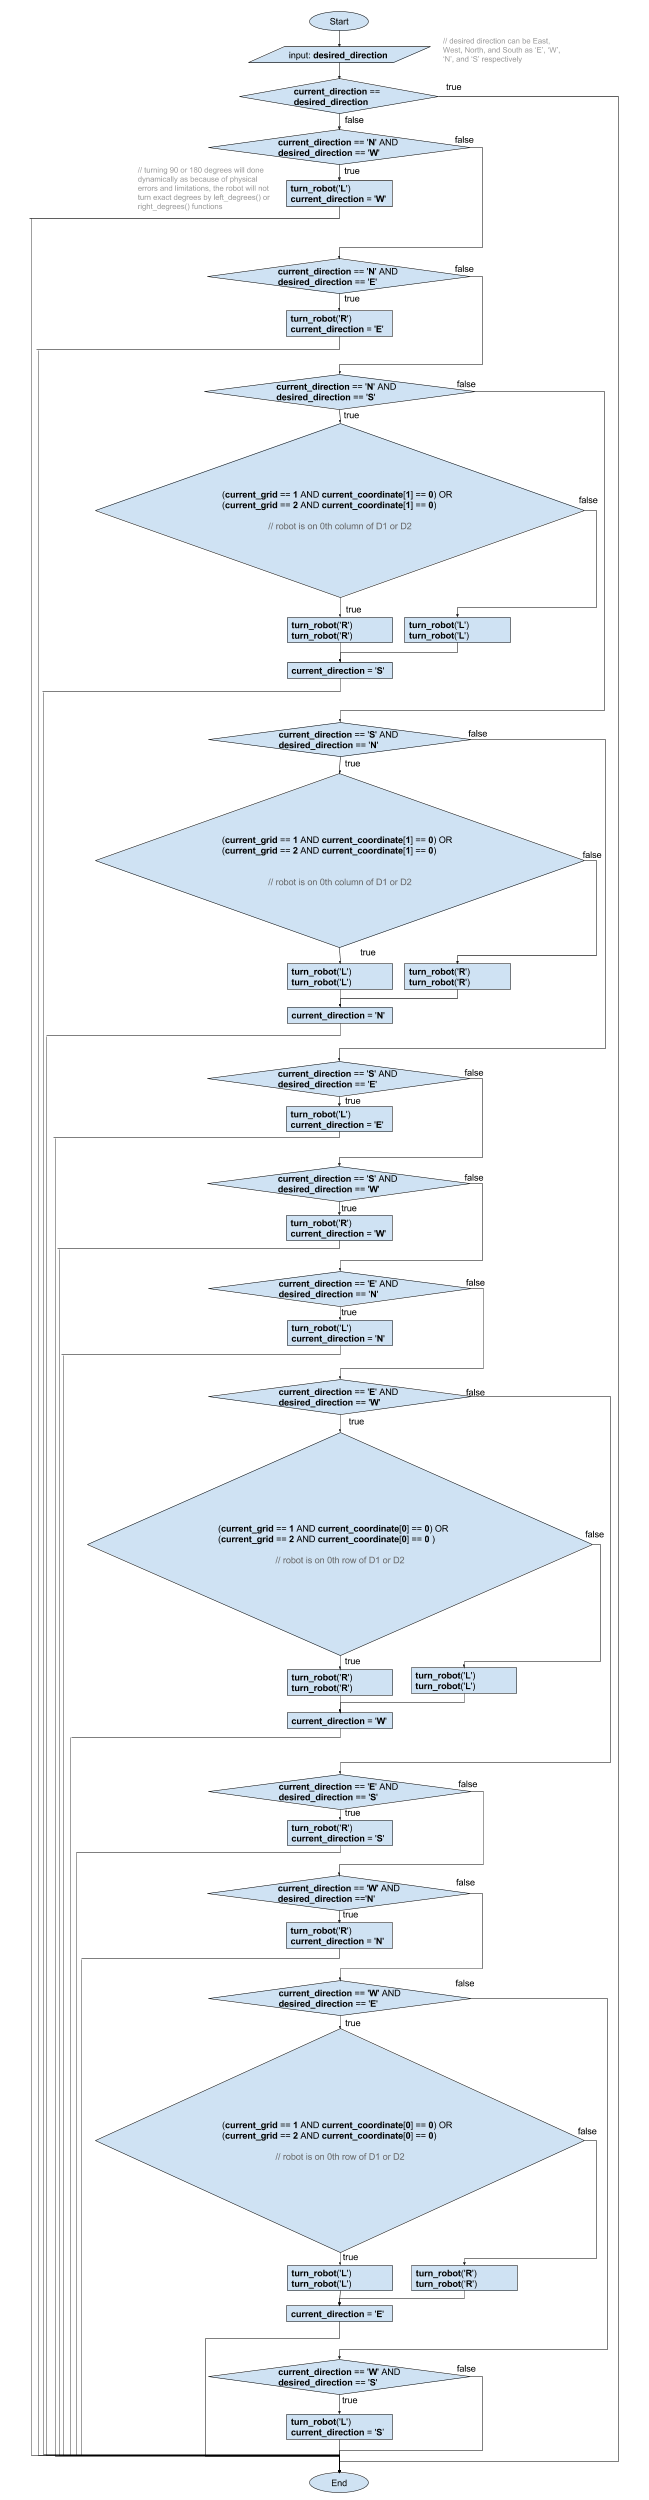 Start
// desired direction can be East,
West, North, and South as 'E', 'W',
'N', and 'S' respectively
input: desired_direction
current_direction ==
desired_direction
true
false
current_direction == 'N' AND
desired_direction == 'W'
false
true
// turning 90 or 180 degrees will done
dynamically as because of physical
errors and limitations, the robot will not
turn exact degrees by left_degrees() or
right_degrees() functions
turn_robot('L')
current_direction = 'W'
current_direction == 'N' AND
desired_direction == 'E'
false
true
turn_robot('R')
current_direction = 'E'
current_direction == 'N' AND
desired_direction == 'S'
false
true
(current_grid == 1 AND current_coordinate[1] == 0) OR
(current_grid == 2 AND current_coordinate[1] == 0)
// robot is on 0th column of D1 or D2
false
true
turn_robot('R')
turn_robot('R')
turn_robot('L')
turn_robot('L')
current_direction = 'S'
current_direction == 'S' AND
desired_direction == 'N'
false
true
(current_grid == 1 AND current_coordinate[1] == 0) OR
(current_grid == 2 AND current_coordinate[1] == 0)
// robot is on 0th column of D1 or D2
false
true
turn_robot('L')
turn_robot('L')
turn_robot('R')
turn_robot('R')
current_direction = 'N'
current_direction == 'S' AND
desired_direction == 'E'
false
true
turn_robot('L')
current_direction = 'E'
current_direction == 'S' AND
desired_direction == 'W'
false
true
turn_robot('R')
current_direction = 'W'
current_direction == 'E' AND
desired_direction == 'N'
false
true
turn_robot('L')
current_direction = 'N'
current_direction == 'E' AND
desired_direction == 'W'
false
true
(current_grid == 1 AND current_coordinate[0] == 0) OR
(current_grid == 2 AND current_coordinate[0] == 0 )
// robot is on 0th row of D1 or D2
false
true
turn_robot('R')
turn_robot('R')
turn_robot('L')
turn_robot('L')
current_direction = 'W'
current_direction == 'E' AND
desired_direction == 'S'
false
true
turn_robot('R')
current_direction = 'S'
current_direction == 'W' AND
desired_direction =='N'
false
true
turn_robot('R')
current_direction = 'N'
current_direction == 'W' AND
desired_direction == 'E'
false
true
(current_grid == 1 AND current_coordinate[0] == 0) OR
(current_grid == 2 AND current_coordinate[0] == 0)
// robot is on 0th row of D1 or D2
false
true
turn_robot('L')
turn_robot('L')
turn_robot('R')
turn_robot('R')
current_direction = 'E'
current_direction == 'W' AND
desired_direction == 'S'
false
true
turn_robot('L')
current_direction = 'S'
End